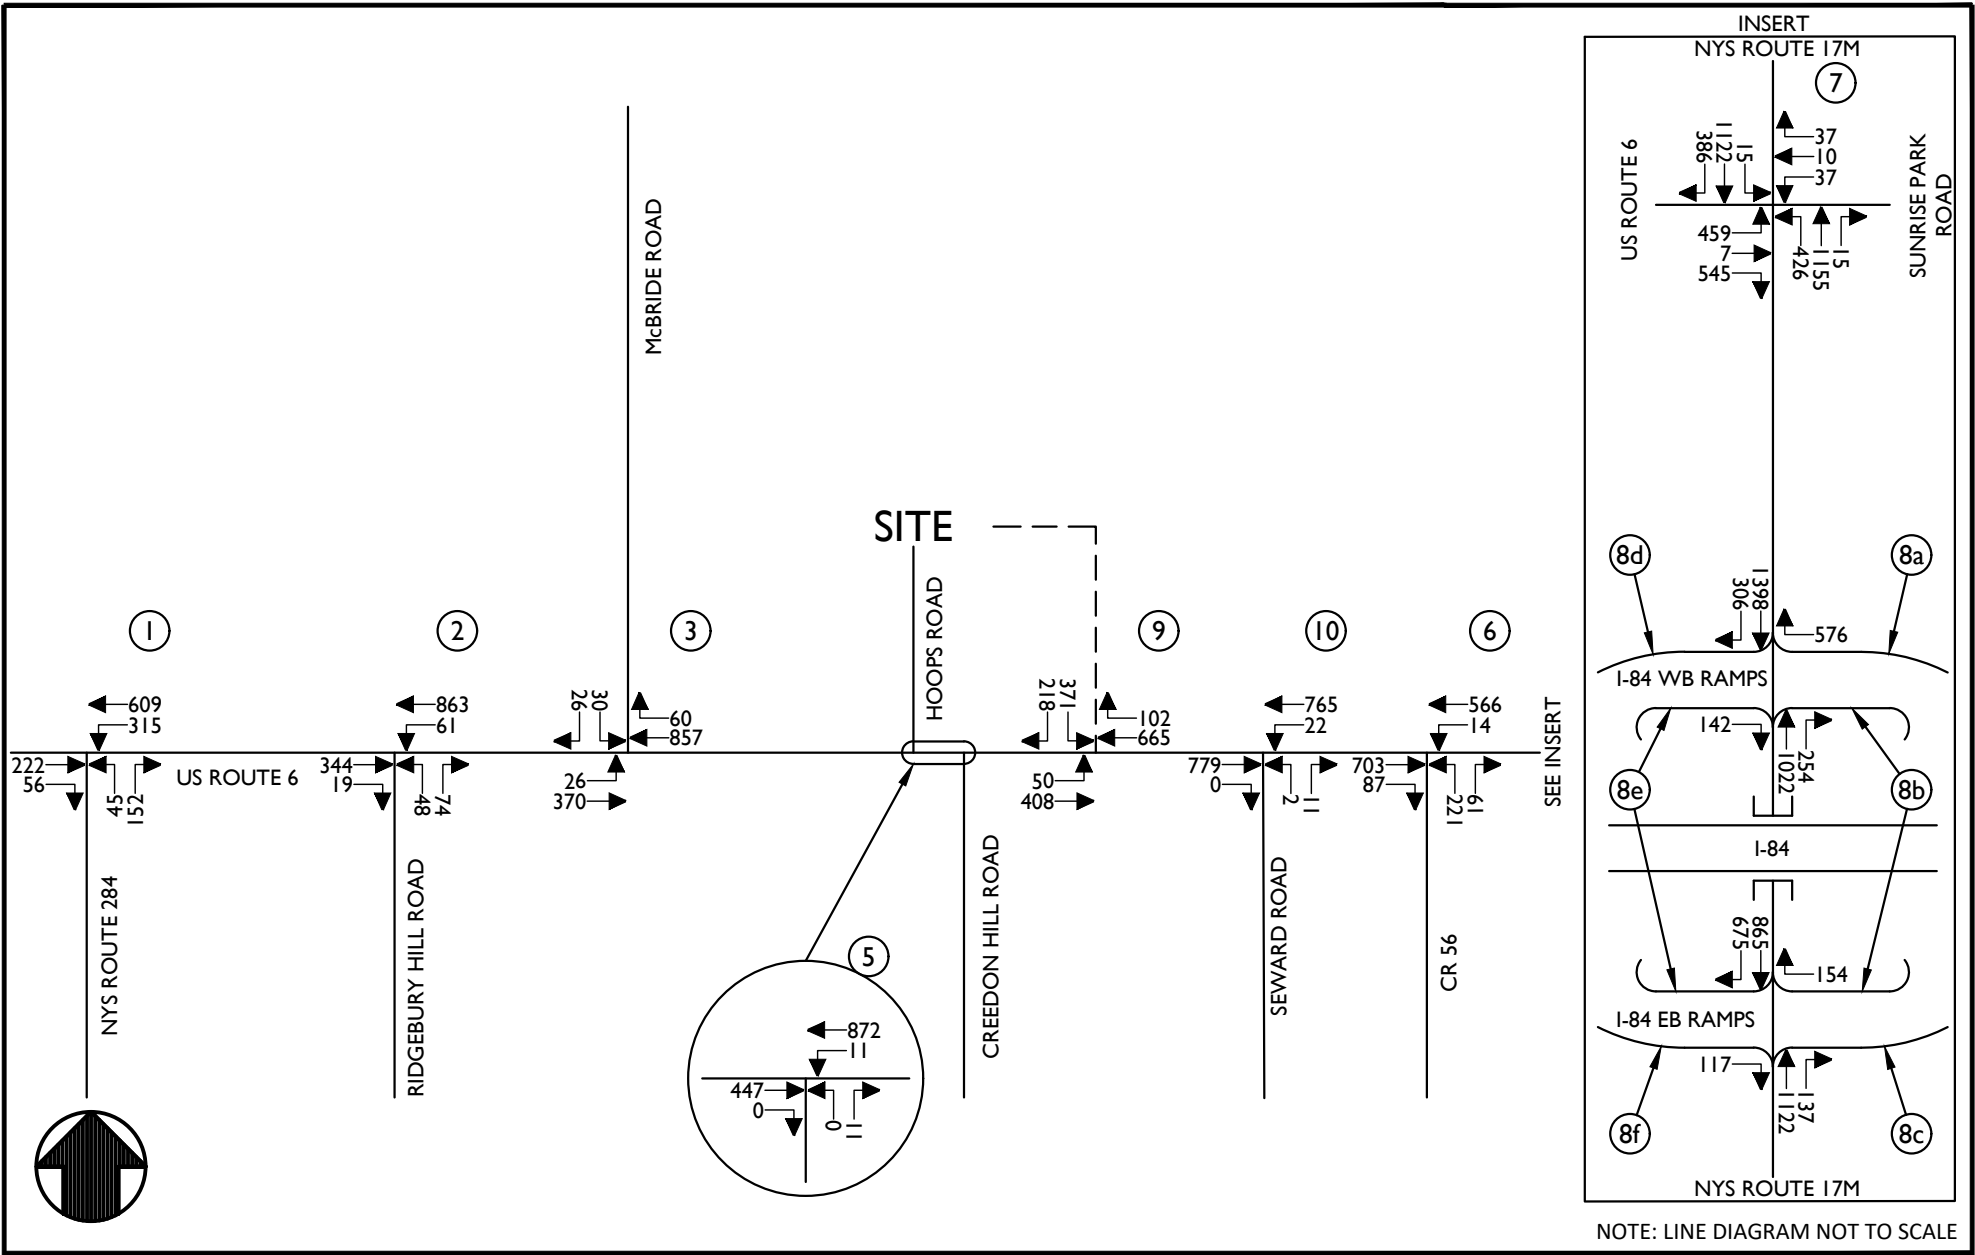 INSERT
NYS ROUTE 17M
7
386
1122
15
37
10
37
US ROUTE 6
SUNRISE PARK
ROAD
459
7
545
426
1155
15
McBRIDE ROAD
SITE
HOOPS ROAD
8d
8a
306
1398
576
I-84 WB RAMPS
142
1022
254
8e
8b
I-84
675
865
154
I-84 EB RAMPS
117
1122
137
8f
8c
NYS ROUTE 17M
1
609
315
222
56
45
152
US ROUTE 6
NYS ROUTE 284
2
863
61
344
19
48
74
RIDGEBURY HILL ROAD
3
26
30
60
857
26
370
5
872
11
447
0
0
11
CREEDON HILL ROAD
9
218
371
102
665
50
408
10
765
22
779
0
2
11
SEWARD ROAD
6
566
14
703
87
221
61
CR 56
SEE INSERT
NOTE: LINE DIAGRAM NOT TO SCALE